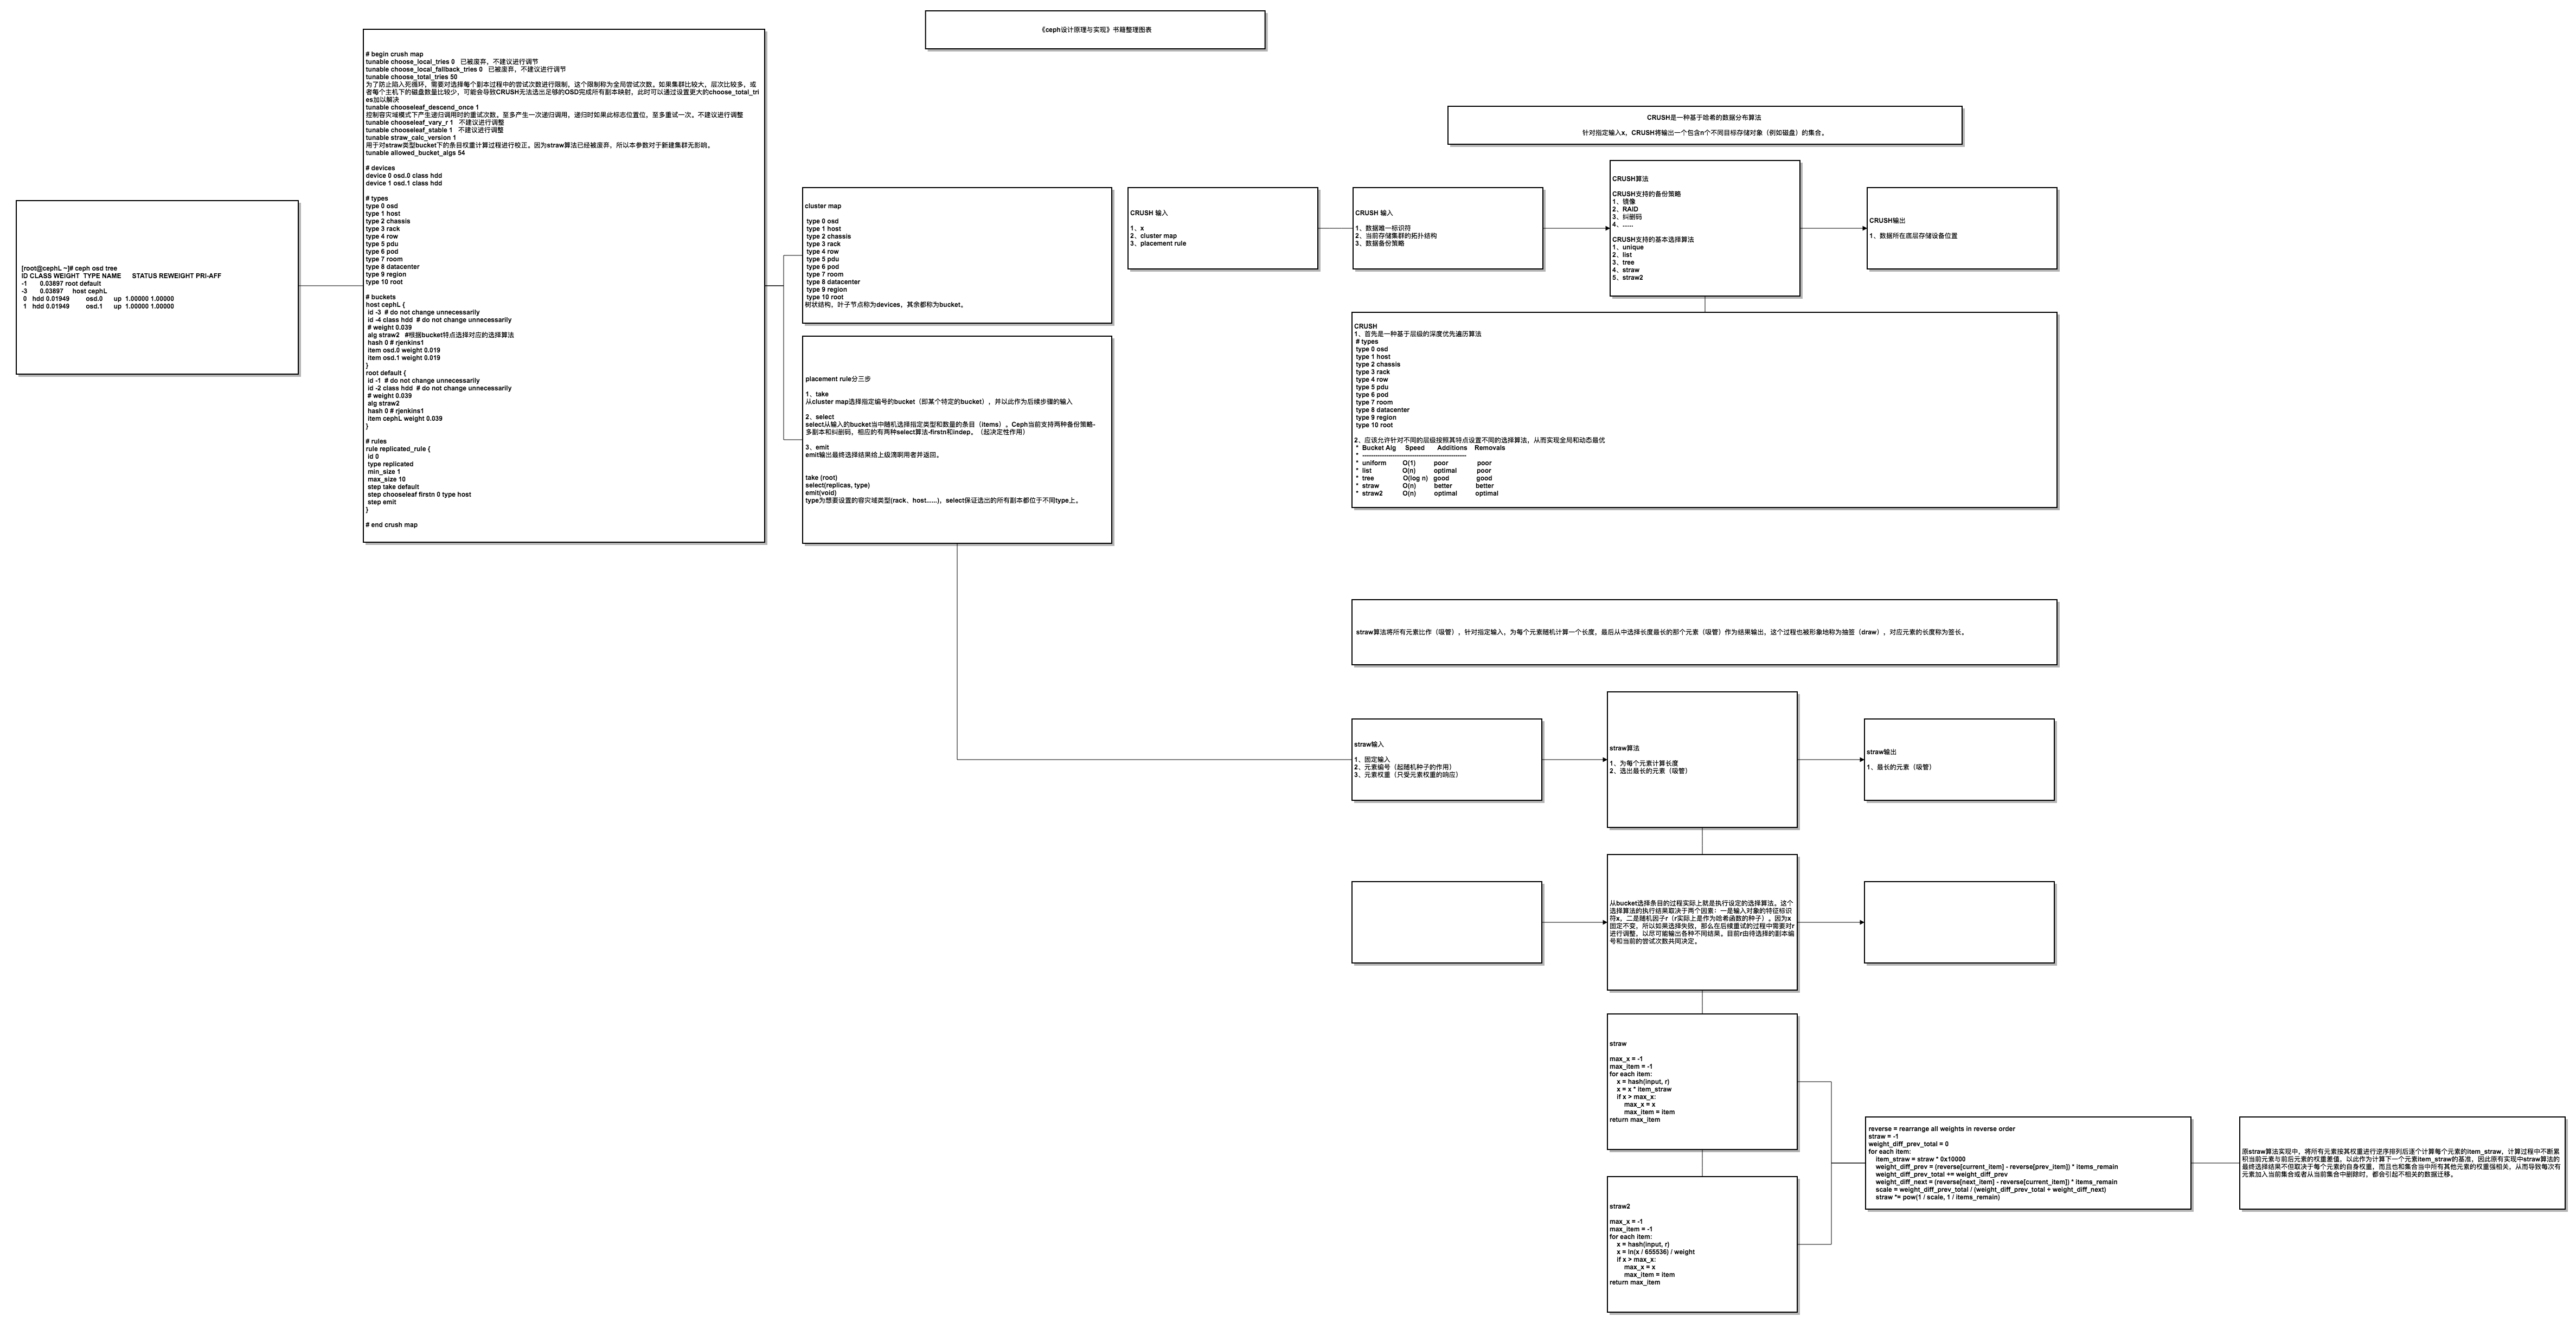 《ceph设计原理与实现》书籍整理图表
[root@cephL ~]# ceph osd tree
ID CLASS WEIGHT  TYPE NAME      STATUS REWEIGHT PRI-AFF
-1       0.03897 root default
-3       0.03897     host cephL
0   hdd 0.01949         osd.0      up  1.00000 1.00000
1   hdd 0.01949         osd.1      up  1.00000 1.00000
# begin crush map
tunable choose_local_tries 0   已被废弃，不建议进行调节
tunable choose_local_fallback_tries 0   已被废弃，不建议进行调节
tunable choose_total_tries 50
为了防止陷入死循环，需要对选择每个副本过程中的尝试次数进行限制，这个限制称为全局尝试次数。如果集群比较大，层次比较多，或
者每个主机下的磁盘数量比较少，可能会导致CRUSH无法选出足够的OSD完成所有副本映射，此时可以通过设置更大的choose_total_tri
es加以解决
tunable chooseleaf_descend_once 1
控制容灾域模式下产生递归调用时的重试次数。至多产生一次递归调用，递归时如果此标志位置位，至多重试一次。不建议进行调整
tunable chooseleaf_vary_r 1   不建议进行调整
tunable chooseleaf_stable 1   不建议进行调整
tunable straw_calc_version 1
用于对straw类型bucket下的条目权重计算过程进行校正。因为straw算法已经被废弃，所以本参数对于新建集群无影响。
tunable allowed_bucket_algs 54
# devices
device 0 osd.0 class hdd
device 1 osd.1 class hdd
# types
type 0 osd
type 1 host
type 2 chassis
type 3 rack
type 4 row
type 5 pdu
type 6 pod
type 7 room
type 8 datacenter
type 9 region
type 10 root
# buckets
host cephL {
id -3  # do not change unnecessarily
id -4 class hdd  # do not change unnecessarily
# weight 0.039
alg straw2   #根据bucket特点选择对应的选择算法
hash 0 # rjenkins1
item osd.0 weight 0.019
item osd.1 weight 0.019
}
root default {
id -1  # do not change unnecessarily
id -2 class hdd  # do not change unnecessarily
# weight 0.039
alg straw2
hash 0 # rjenkins1
item cephL weight 0.039
}
# rules
rule replicated_rule {
id 0
type replicated
min_size 1
max_size 10
step take default
step chooseleaf firstn 0 type host
step emit
}
# end crush map
cluster map
type 0 osd
type 1 host
type 2 chassis
type 3 rack
type 4 row
type 5 pdu
type 6 pod
type 7 room
type 8 datacenter
type 9 region
type 10 root
树状结构，叶子节点称为devices，其余都称为bucket。
placement rule分三步
1、take
从cluster map选择指定编号的bucket（即某个特定的bucket），并以此作为后续步骤的输入
2、select
select从输入的bucket当中随机选择指定类型和数量的条目（items）。Ceph当前支持两种备份策略-
多副本和纠删码，相应的有两种select算法-firstn和indep。（起决定性作用）
3、emit
emit输出最终选择结果给上级调用者并返回。
take (root)
select(replicas, type)
emit(void)
type为想要设置的容灾域类型(rack、host......)，select保证选出的所有副本都位于不同type上。
CRUSH是一种基于哈希的数据分布算法
针对指定输入x，CRUSH将输出一个包含n个不同目标存储对象（例如磁盘）的集合。
CRUSH 输入
1、x
2、cluster map
3、placement rule
CRUSH 输入
1、数据唯一标识符
2、当前存储集群的拓扑结构
3、数据备份策略
CRUSH算法
CRUSH支持的备份策略
1、镜像
2、RAID
3、纠删码
4、......
CRUSH支持的基本选择算法
1、unique
2、list
3、tree
4、straw
5、straw2
CRUSH输出
1、数据所在底层存储设备位置
CRUSH
1、首先是一种基于层级的深度优先遍历算法
# types
type 0 osd
type 1 host
type 2 chassis
type 3 rack
type 4 row
type 5 pdu
type 6 pod
type 7 room
type 8 datacenter
type 9 region
type 10 root
2、应该允许针对不同的层级按照其特点设置不同的选择算法，从而实现全局和动态最优
*  Bucket Alg     Speed       Additions    Removals
*  ------------------------------------------------
*  uniform         O(1)          poor               poor
*  list                 O(n)          optimal          poor
*  tree               O(log n)   good               good
*  straw            O(n)          better             better
*  straw2          O(n)          optimal          optimal
straw算法将所有元素比作（吸管），针对指定输入，为每个元素随机计算一个长度，最后从中选择长度最长的那个元素（吸管）作为结果输出，这个过程也被形象地称为抽签（draw），对应元素的长度称为签长。
straw输入
1、固定输入
2、元素编号（起随机种子的作用）
3、元素权重（只受元素权重的响应）
straw算法
1、为每个元素计算长度
2、选出最长的元素（吸管）
straw输出
1、最长的元素（吸管）
从bucket选择条目的过程实际上就是执行设定的选择算法。这个
选择算法的执行结果取决于两个因素：一是输入对象的特征标识
符x，二是随机因子r（r实际上是作为哈希函数的种子）。因为x
固定不变，所以如果选择失败，那么在后续重试的过程中需要对r
进行调整，以尽可能输出各种不同结果。目前r由待选择的副本编
号和当前的尝试次数共同决定。
straw
max_x = -1
max_item = -1
for each item:
x = hash(input, r)
x = x * item_straw
if x > max_x:
max_x = x
max_item = item
return max_item
straw2
max_x = -1
max_item = -1
for each item:
x = hash(input, r)
x = ln(x / 655536) / weight
if x > max_x:
max_x = x
max_item = item
return max_item
reverse = rearrange all weights in reverse order
straw = -1
weight_diff_prev_total = 0
for each item:
item_straw = straw * 0x10000
weight_diff_prev = (reverse[current_item] - reverse[prev_item]) * items_remain
weight_diff_prev_total += weight_diff_prev
weight_diff_next = (reverse[next_item] - reverse[current_item]) * items_remain
scale = weight_diff_prev_total / (weight_diff_prev_total + weight_diff_next)
straw *= pow(1 / scale, 1 / items_remain)
原straw算法实现中，将所有元素按其权重进行逆序排列后逐个计算每个元素的item_straw，计算过程中不断累
积当前元素与前后元素的权重差值，以此作为计算下一个元素item_straw的基准，因此原有实现中straw算法的
最终选择结果不但取决于每个元素的自身权重，而且也和集合当中所有其他元素的权重强相关，从而导致每次有
元素加入当前集合或者从当前集合中删除时，都会引起不相关的数据迁移。